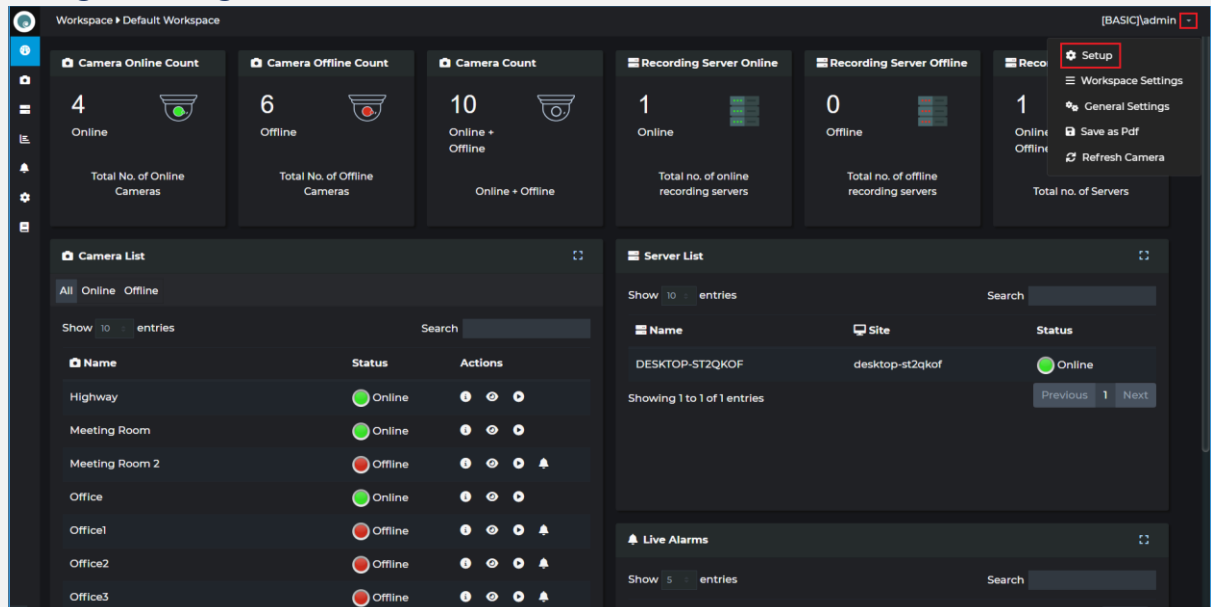 Workspace ▸ Default Workspace
[BASIC]\admin
Setup
Workspace Settings
General Settings
Save as Pdf
Refresh Camera
Camera Online Count
4
Online
Total No. of Online
Cameras
Camera Offline Count
6
Offline
Total No. of Offline
Cameras
Camera Count
10
Online +
Offline
Online + Offline
Recording Server Online
1
Online
Total no. of online
recording servers
Recording Server Offline
0
Offline
Total no. of offline
recording servers
1
Total no. of Servers
Camera List
All Online Offline
Show 10 entries Search
Name Status Actions
Highway Online
Meeting Room Online
Meeting Room 2 Offline
Office Online
Office1 Offline
Office2 Offline
Office3 Offline
Server List
Show 10 entries Search
Name Site Status
DESKTOP-ST2QKOF desktop-st2qkof Online
Showing 1 to 1 of 1 entries Previous 1 Next
Live Alarms
Show 5 entries Search